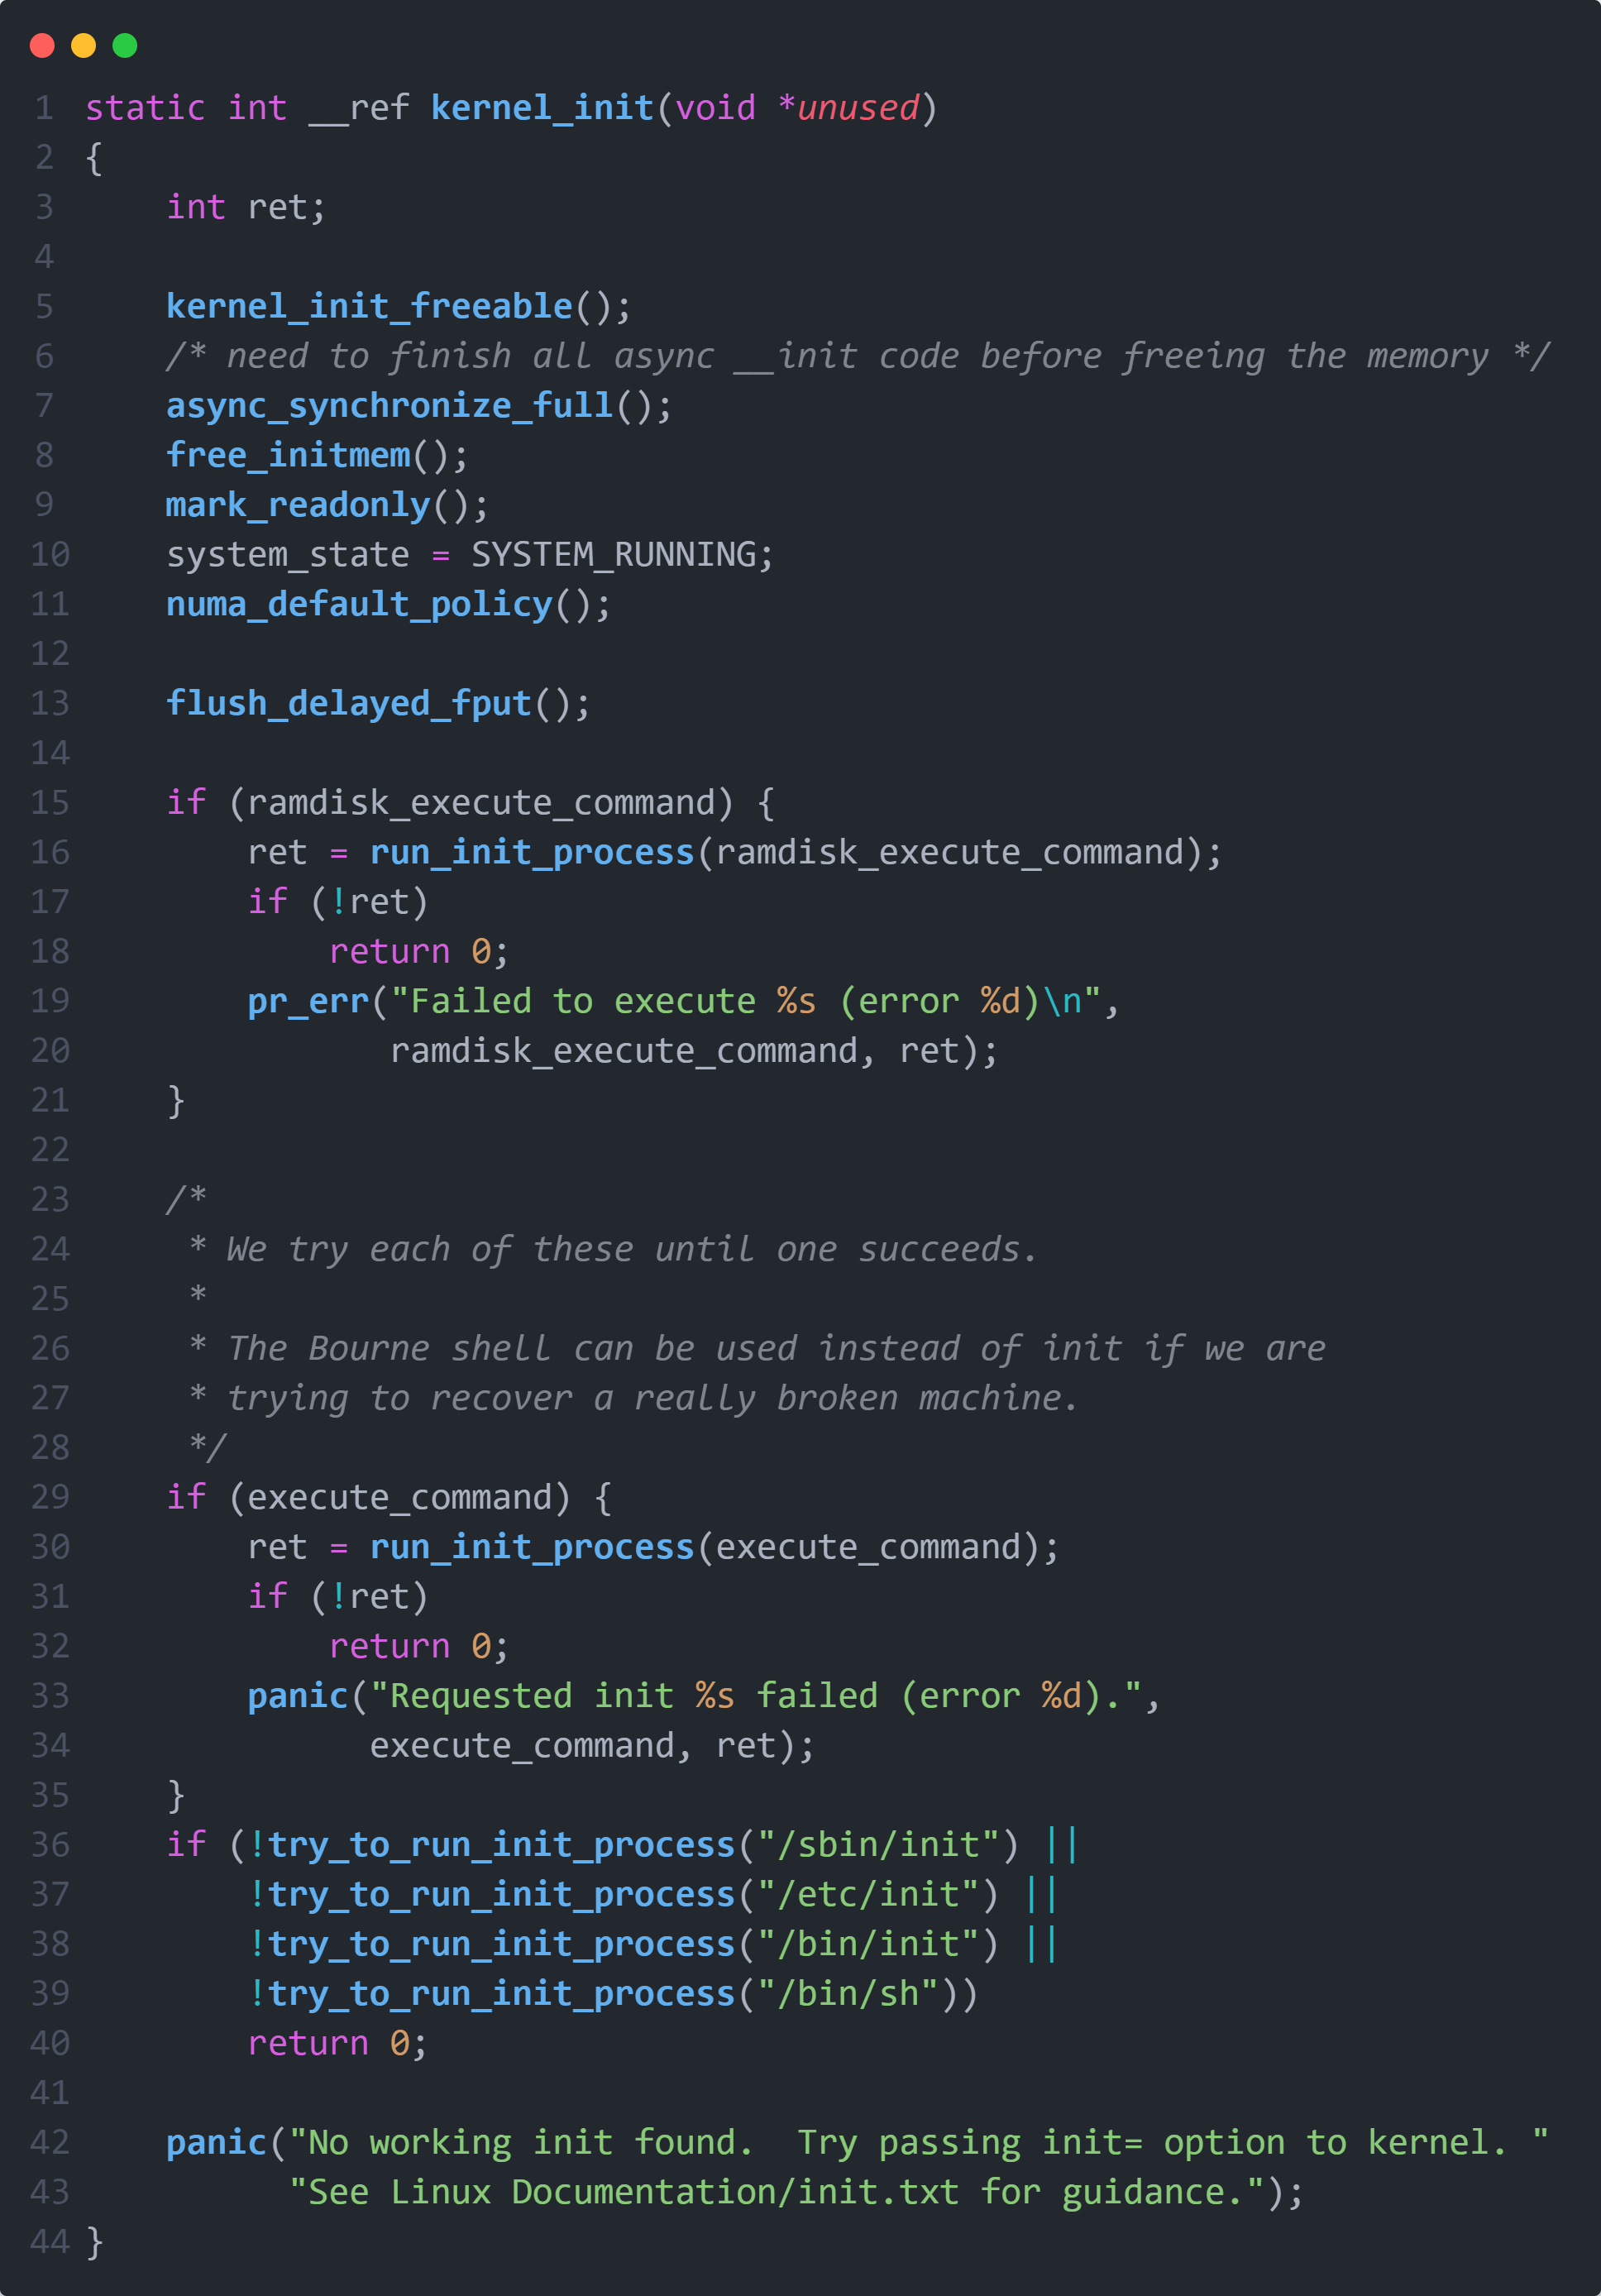 1 static int __ref kernel_init(void *unused)
2 {
3     int ret;
4
5     kernel_init_freeable();
6     /* need to finish all async __init code before freeing the memory */
7     async_synchronize_full();
8     free_initmem();
9     mark_readonly();
10     system_state = SYSTEM_RUNNING;
11     numa_default_policy();
12
13     flush_delayed_fput();
14
15     if (ramdisk_execute_command) {
16         ret = run_init_process(ramdisk_execute_command);
17         if (!ret)
18             return 0;
19         pr_err("Failed to execute %s (error %d)\n",
20                ramdisk_execute_command, ret);
21     }
22
23     /*
24      * We try each of these until one succeeds.
25      *
26      * The Bourne shell can be used instead of init if we are
27      * trying to recover a really broken machine.
28      */
29     if (execute_command) {
30         ret = run_init_process(execute_command);
31         if (!ret)
32             return 0;
33         panic("Requested init %s failed (error %d).",
34               execute_command, ret);
35     }
36     if (!try_to_run_init_process("/sbin/init") ||
37         !try_to_run_init_process("/etc/init") ||
38         !try_to_run_init_process("/bin/init") ||
39         !try_to_run_init_process("/bin/sh"))
40         return 0;
41
42     panic("No working init found.  Try passing init= option to kernel. "
43           "See Linux Documentation/init.txt for guidance.");
44 }